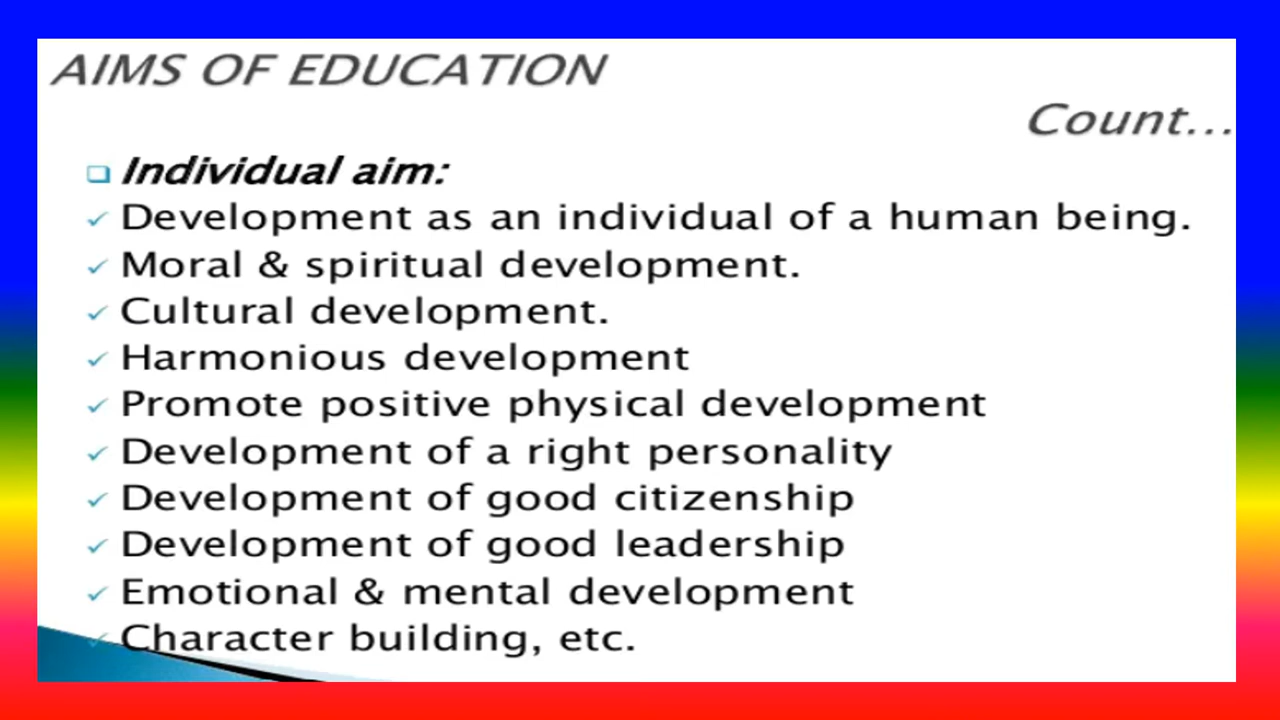 AIMS OF EDUCATION
Count...
Individual aim:
Development as an individual of a human being.
Moral & spiritual development.
Cultural development.
Harmonious development
Promote positive physical development
Development of a right personality
Development of good citizenship
Development of good leadership
Emotional & mental development
Character building, etc.